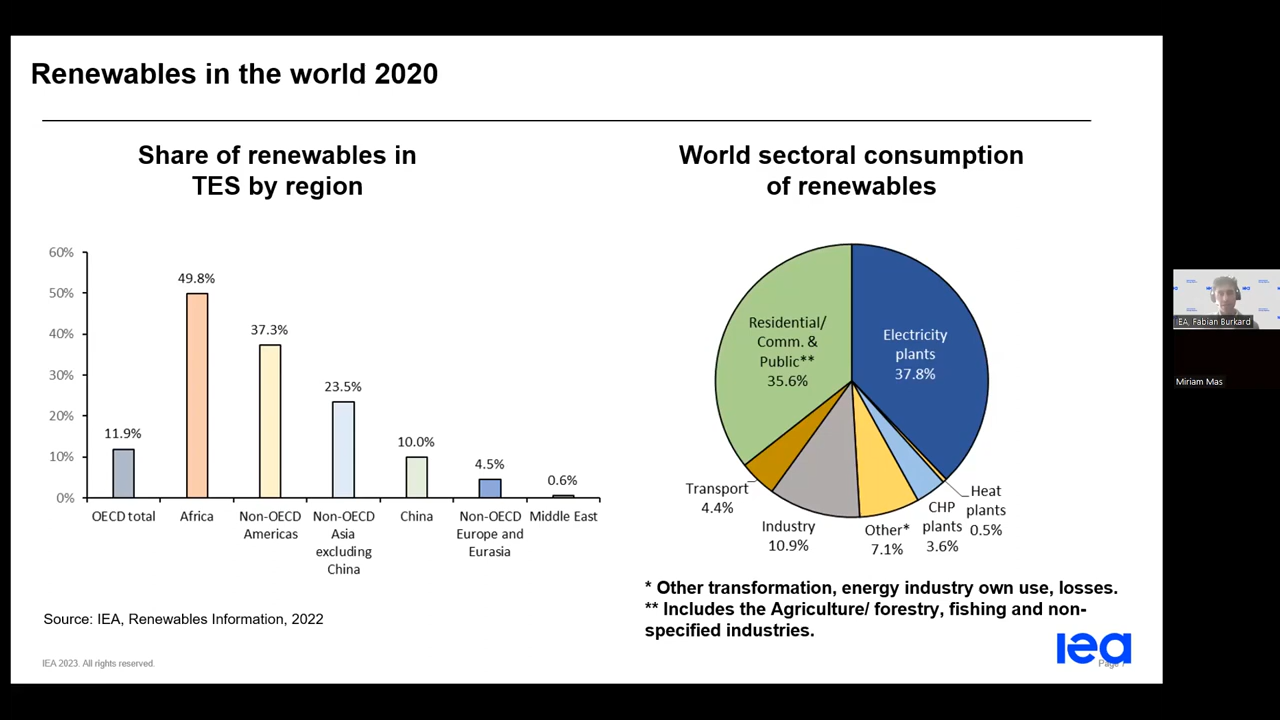 Renewables in the world 2020
Share of renewables in
TES by region
60%
50%
40%
30%
20%
10%
0%
11.9%
49.8%
37.3%
23.5%
10.0%
4.5%
0.6%
OECD total
Africa
Non-OECD
Americas
Non-OECD
Asia
excluding
China
China
Non-OECD
Europe and
Eurasia
Middle East
Source: IEA, Renewables Information, 2022
World sectoral consumption
of renewables
Residential/
Comm. &
Public**
35.6%
Electricity
plants
37.8%
Transport
4.4%
Industry
10.9%
Other*
7.1%
CHP
plants
3.6%
Heat
plants
0.5%
* Other transformation, energy industry own use, losses.
** Includes the Agriculture/ forestry, fishing and non-
specified industries.
IEA 2023. All rights reserved.
iea
Page
IEA, Fabian Burkard
Miriam Mas